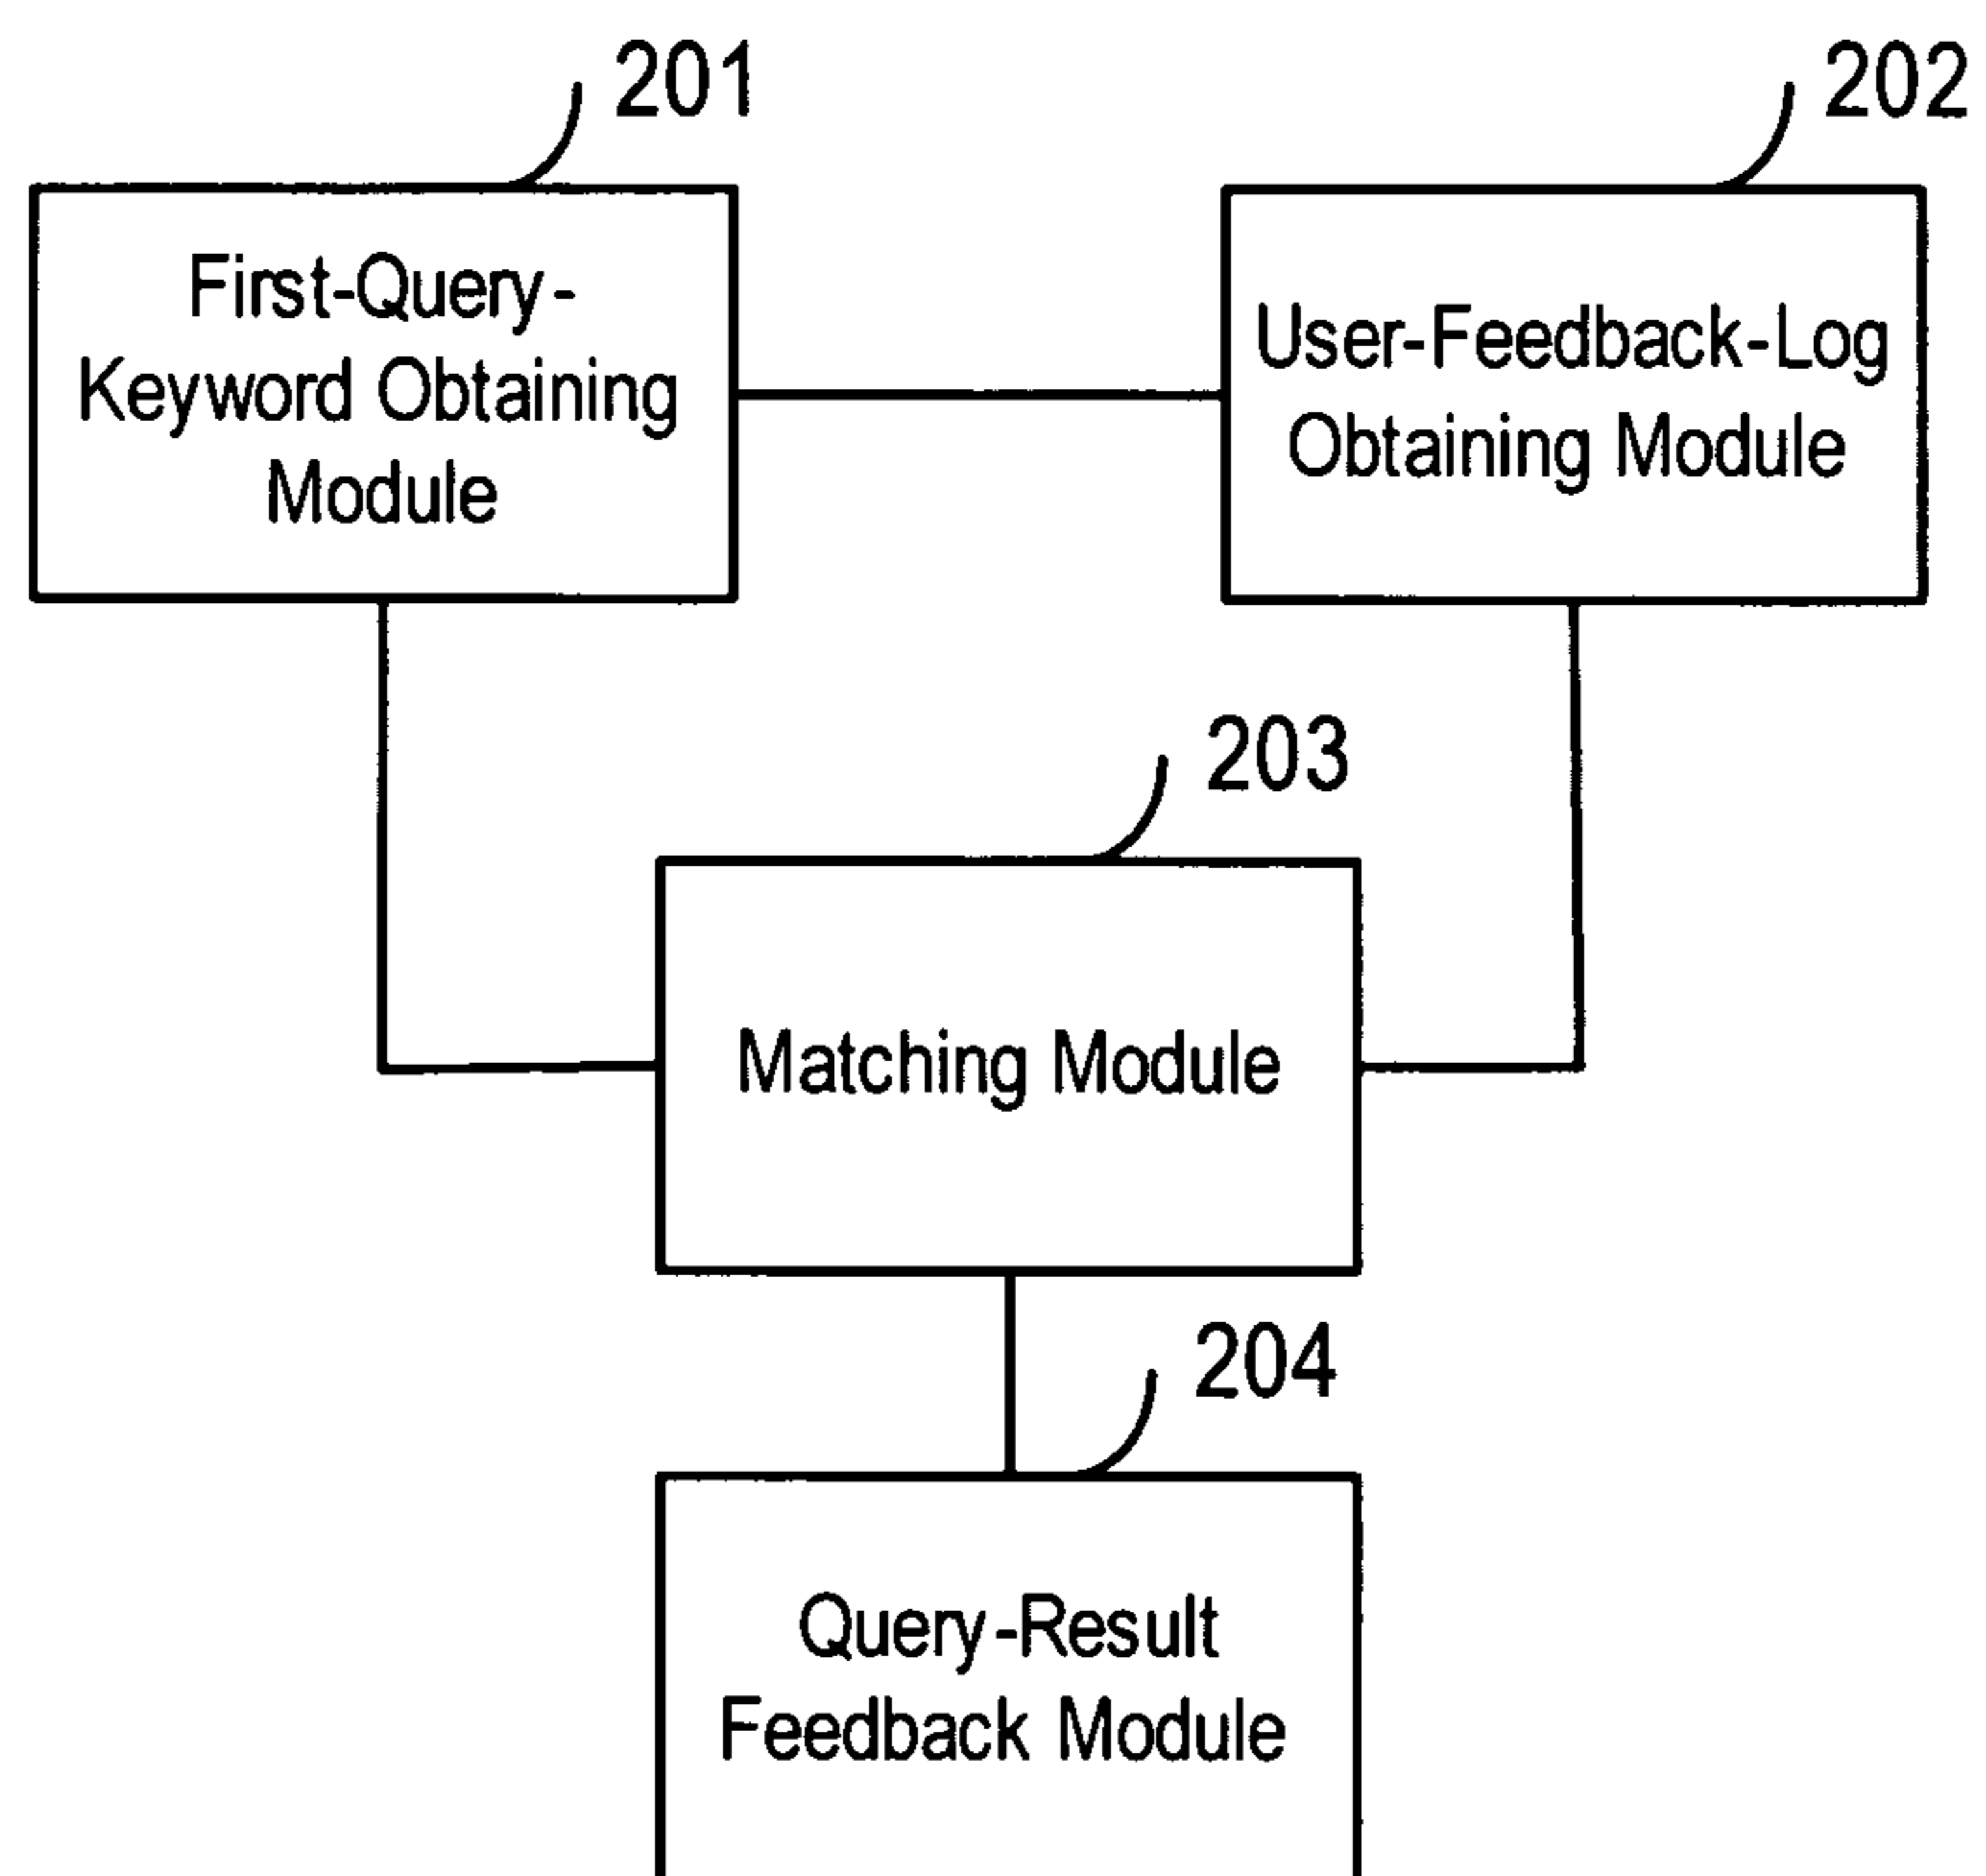 201
202
First-Query-
Keyword Obtaining
Module
User-Feedback-Log
Obtaining Module
203
Matching Module
204
Query-Result
Feedback Module